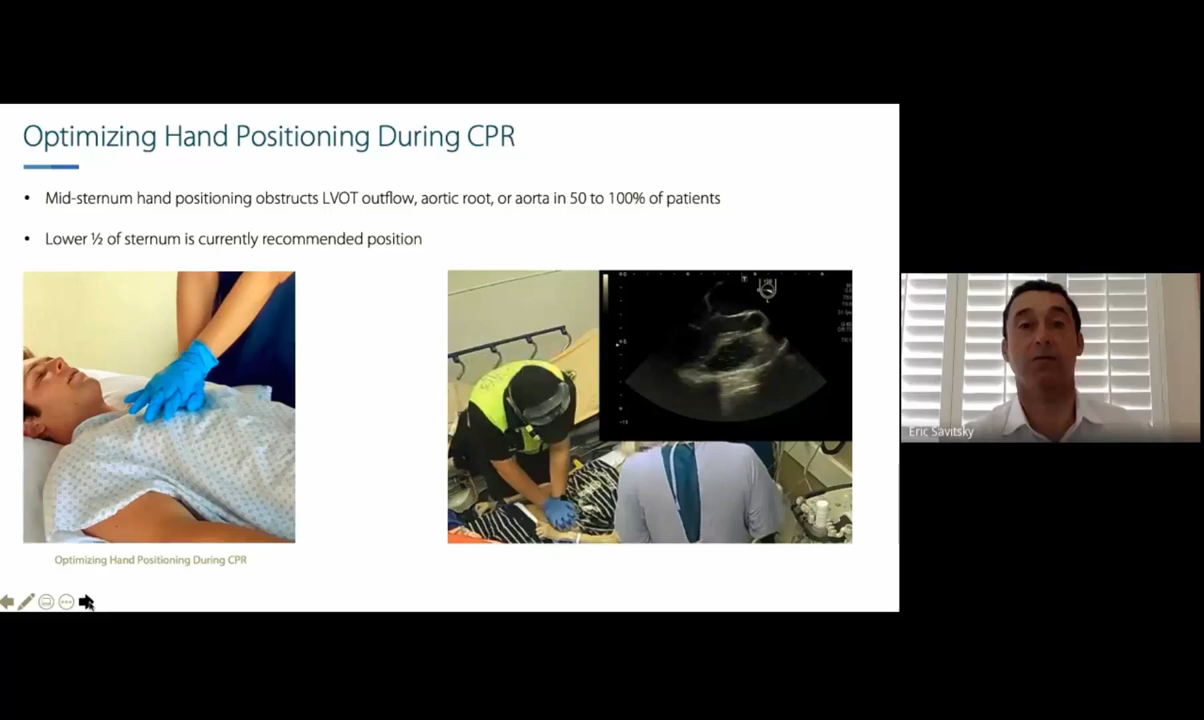 Optimizing Hand Positioning During CPR
• Mid-sternum hand positioning obstructs LVOT outflow, aortic root, or aorta in 50 to 100% of patients
• Lower ½ of sternum is currently recommended position
Optimizing Hand Positioning During CPR
Eric Savitsky